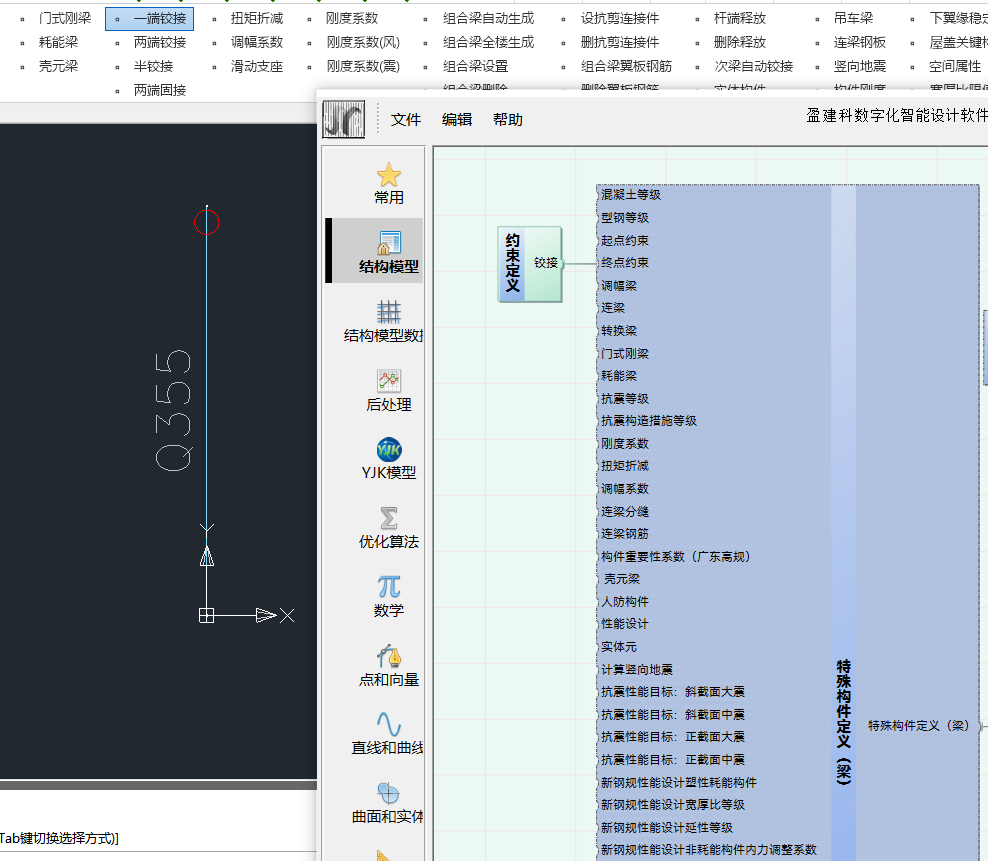 门式刚梁
一端铰接
扭矩折减
刚度系数
组合梁自动生成
设抗剪连接件
杆端释放
吊车梁
下翼缘稳定
耗能梁
两端铰接
调幅系数
刚度系数(风)
组合梁全楼生成
删抗剪连接件
删除释放
连梁钢板
屋盖关键构
壳元梁
半铰接
滑动支座
刚度系数(震)
组合梁设置
组合梁翼板钢筋
次梁自动铰接
竖向地震
空间属性
两端固接
组合梁删除
删除翼板钢筋
实体构件
构件刚度
宽厚比限值
文件
编辑
帮助
盈建科数字化智能设计软件
常用
结构模型
结构模型数据
后处理
YJK
YJK模型
优化算法
数学
点和向量
直线和曲线
曲面和实体
约束定义
铰接
混凝土等级
型钢等级
起点约束
终点约束
调幅梁
连梁
转换梁
门式刚梁
耗能梁
抗震等级
抗震构造措施等级
刚度系数
扭矩折减
调幅系数
连梁分缝
连梁钢筋
构件重要性系数（广东高规）
壳元梁
人防构件
性能设计
实体元
计算竖向地震
抗震性能目标：斜截面大震
抗震性能目标：斜截面中震
抗震性能目标：正截面大震
抗震性能目标：正截面中震
新钢规性能设计塑性耗能构件
新钢规性能设计宽厚比等级
新钢规性能设计延性等级
新钢规性能设计非耗能构件内力调整系数
特殊构件定义（梁）
特殊构件定义（梁）
Q355
Y
X
Tab键切换选择方式)]